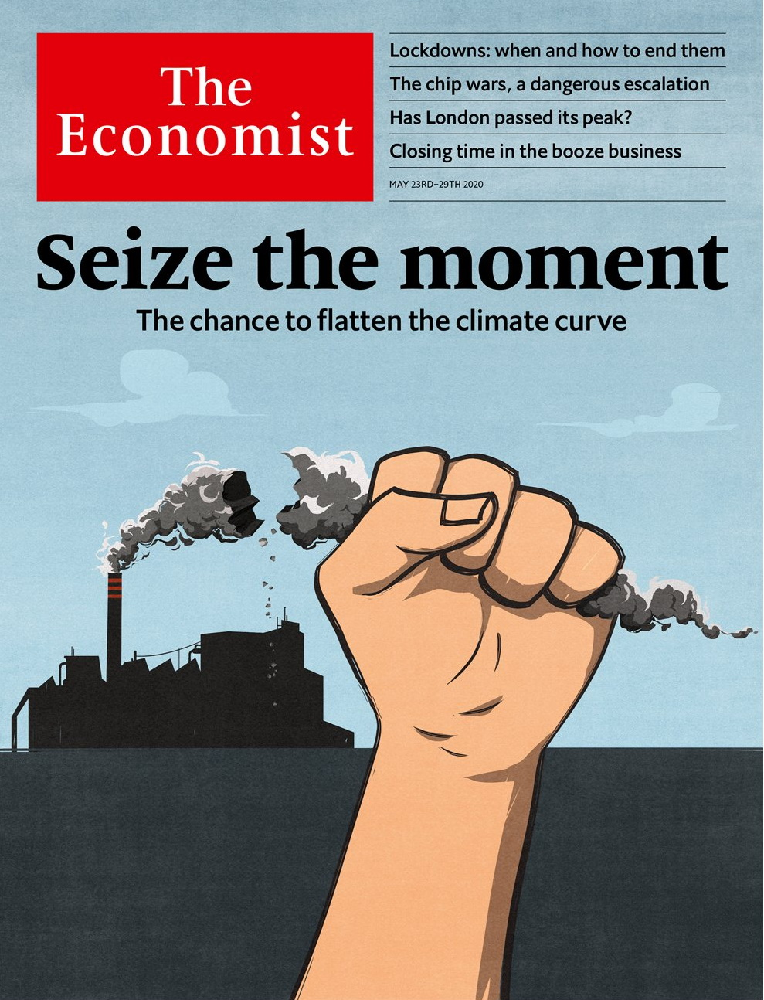 The
Economist
Lockdowns: when and how to end them
The chip wars, a dangerous escalation
Has London passed its peak?
Closing time in the booze business
MAY 23RD–29TH 2020
Seize the moment
The chance to flatten the climate curve